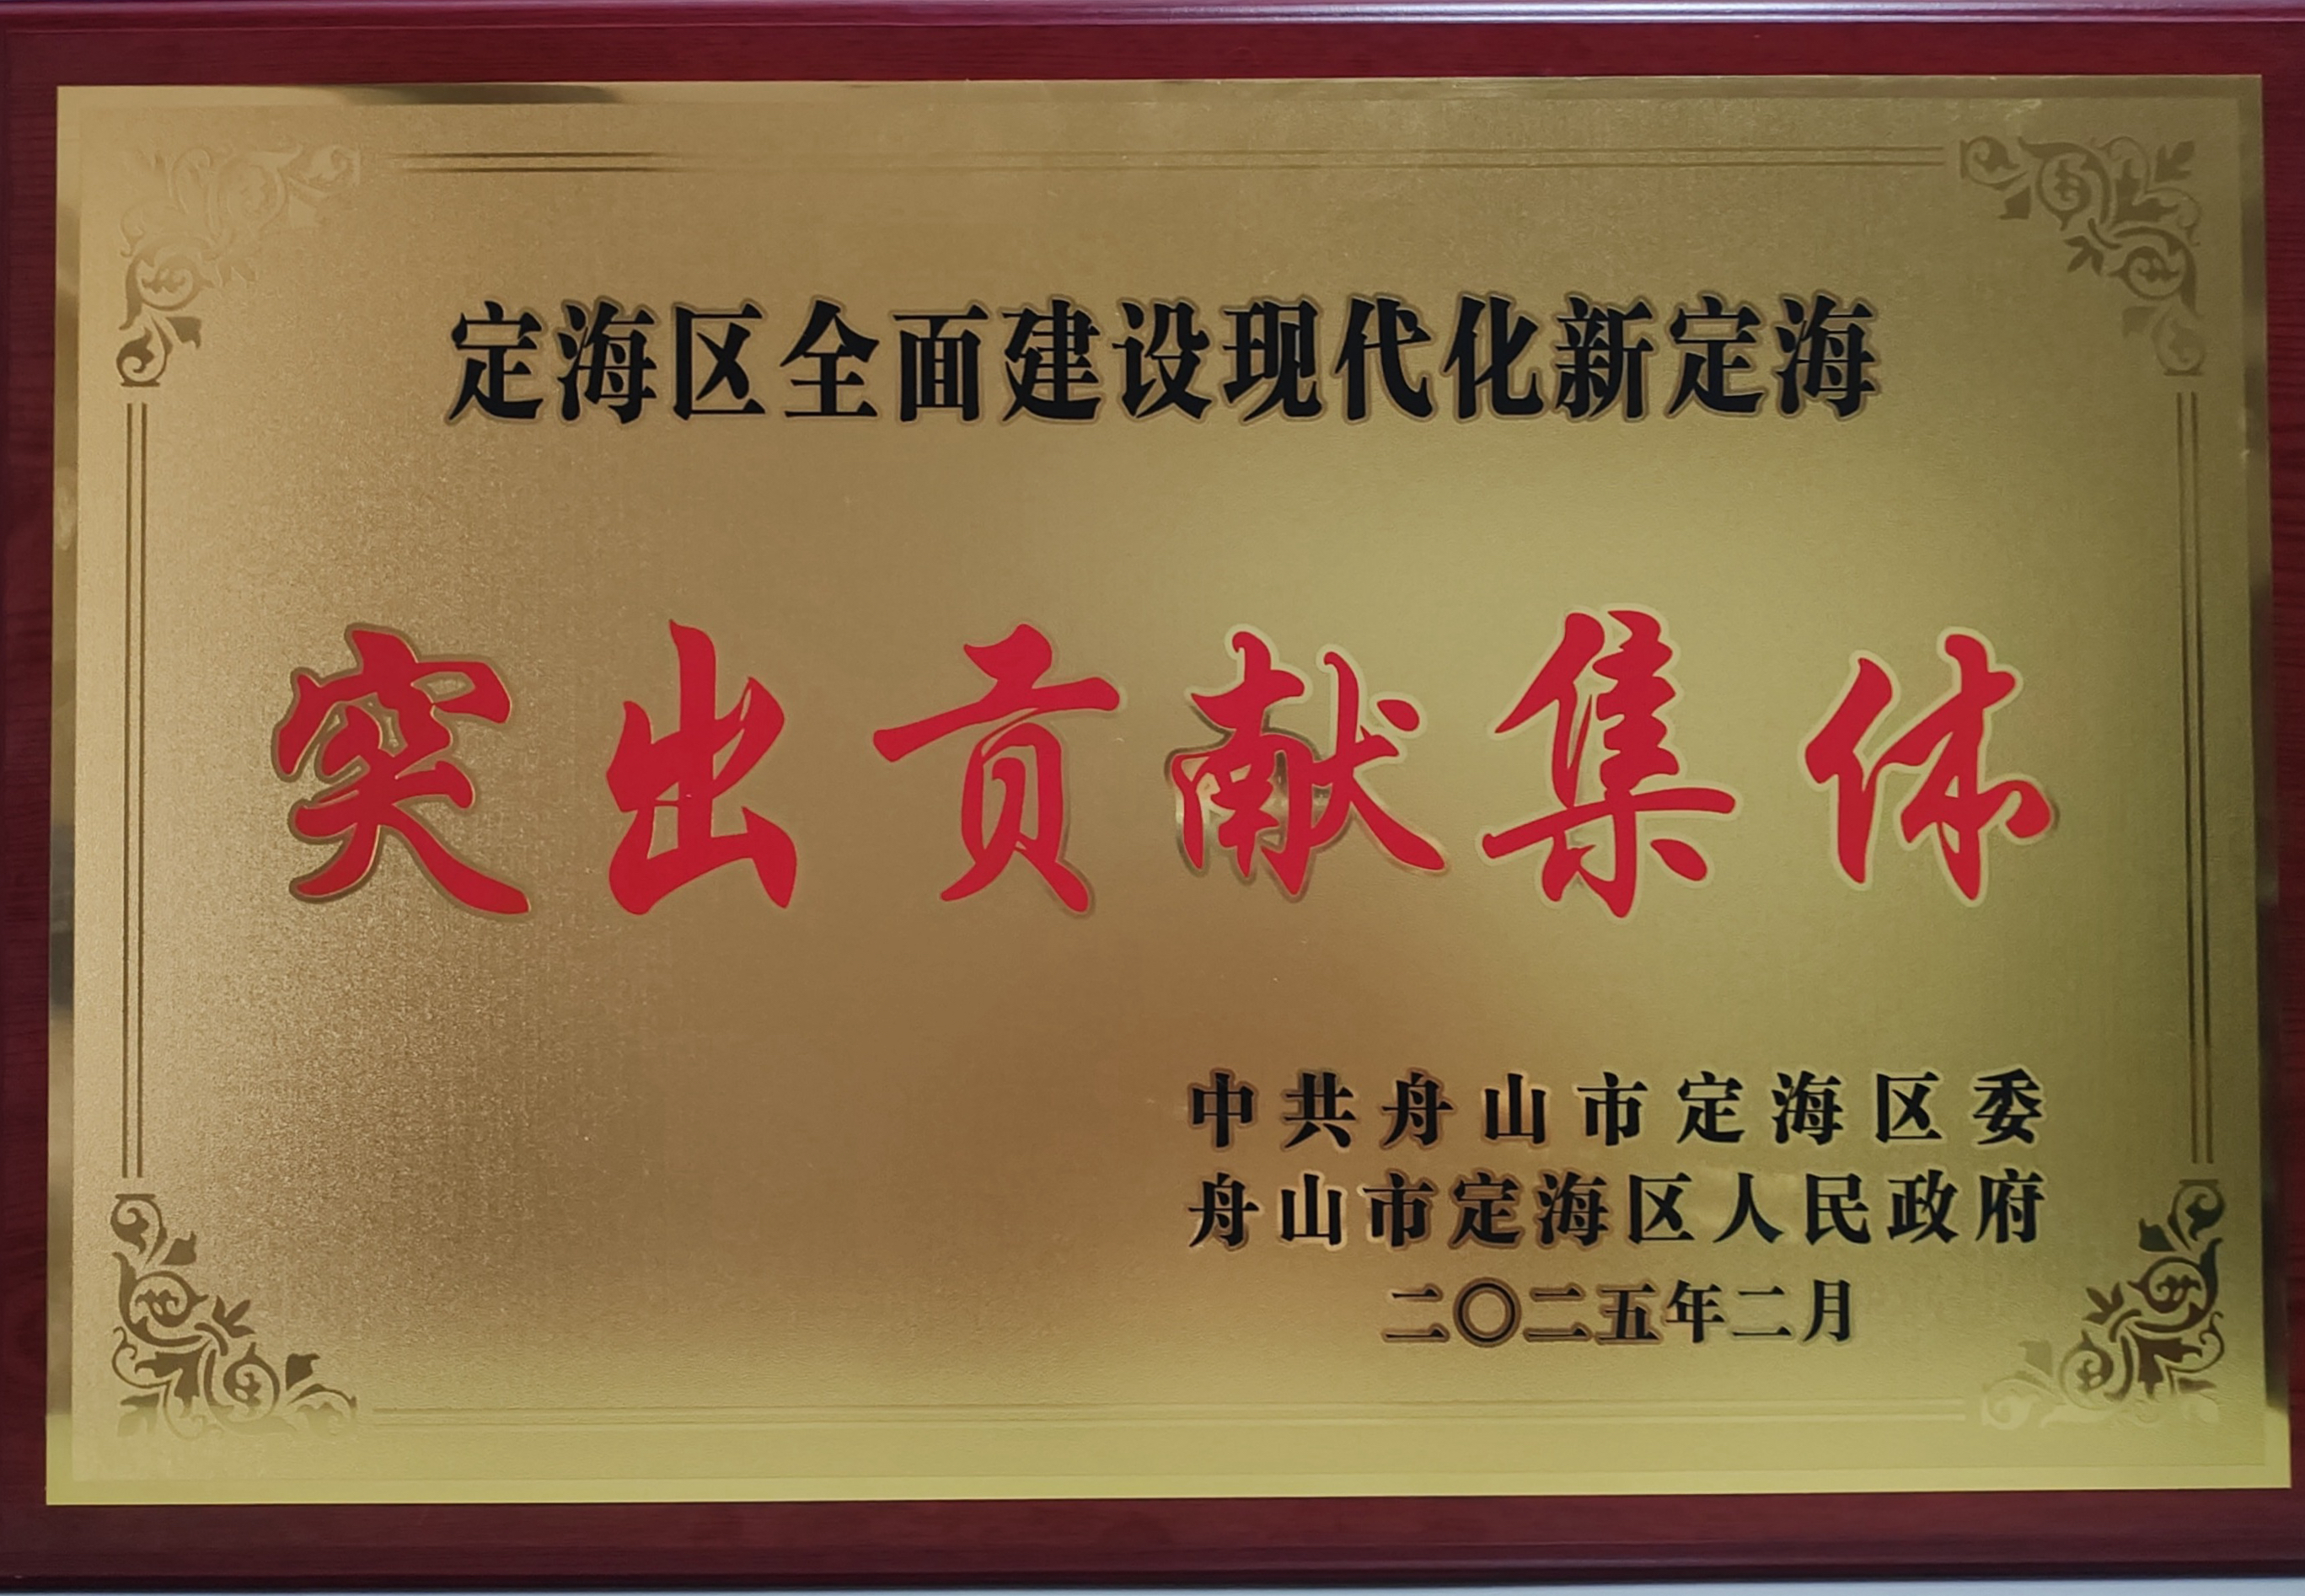 定海区全面建设现代化新定海
突出贡献集体
中共舟山市定海区委
舟山市定海区人民政府
二〇二五年二月